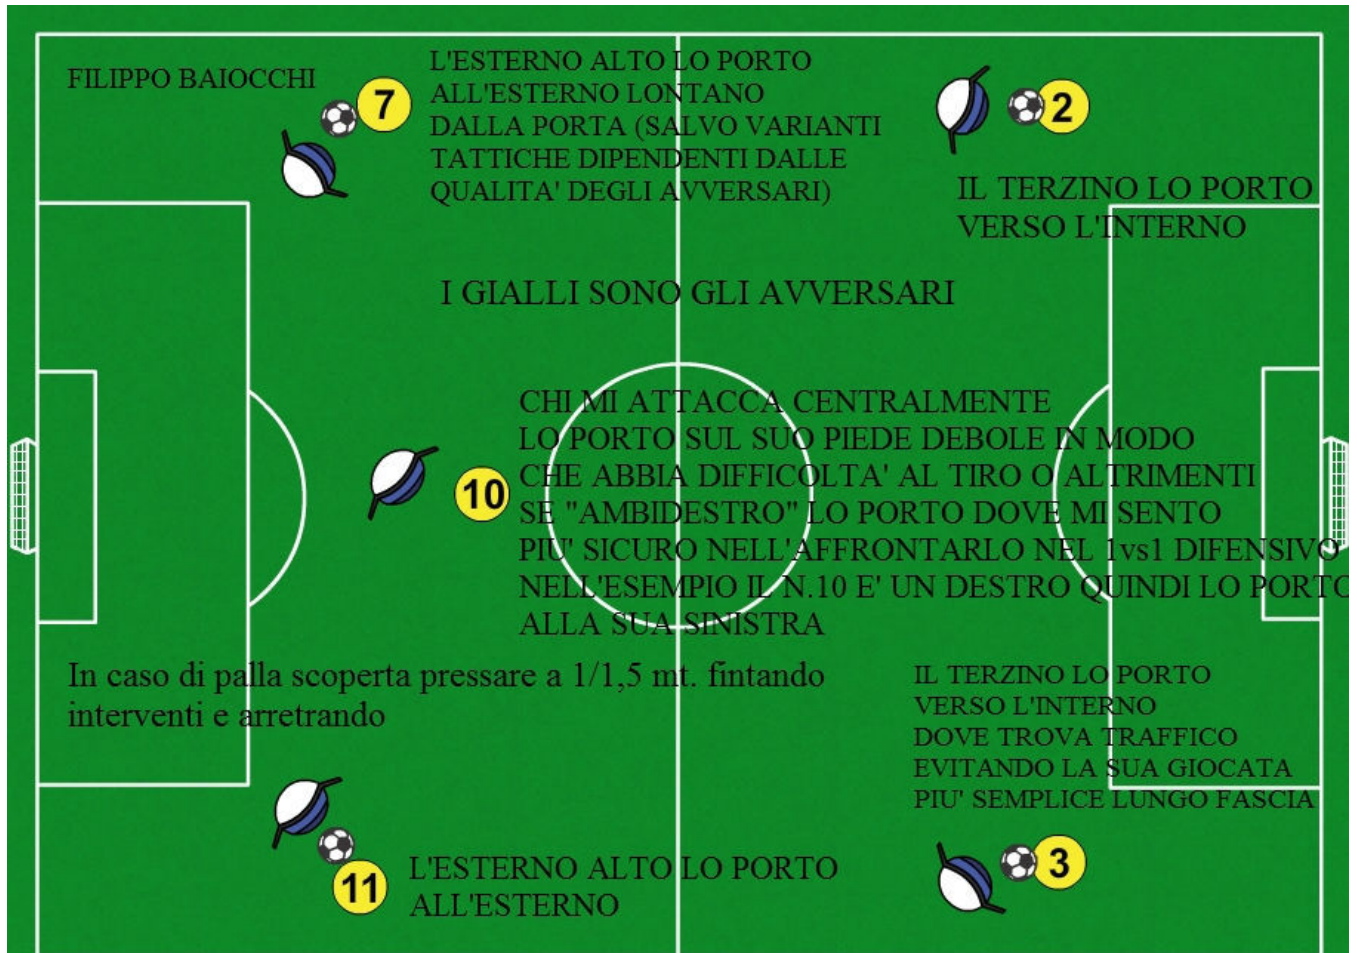 FILIPPO BAIOCCHI
7
L'ESTERNO ALTO LO PORTO
ALL'ESTERNO LONTANO
DALLA PORTA (SALVO VARIANTI
TATTICHE DIPENDENTI DALLE
QUALITA' DEGLI AVVERSARI)
2
IL TERZINO LO PORTO
VERSO L'INTERNO
I GIALLI SONO GLI AVVERSARI
10
CHI MI ATTACCA CENTRALMENTE
LO PORTO SUL SUO PIEDE DEBOLE IN MODO
CHE ABBIA DIFFICOLTA' AL TIRO O ALTRIMENTI
SE "AMBIDESTRO" LO PORTO DOVE MI SENTO
PIU' SICURO NELL'AFFRONTARLO NEL 1vs1 DIFENSIVO
NELL'ESEMPIO IL N.10 E' UN DESTRO QUINDI LO PORTO
ALLA SUA SINISTRA
In caso di palla scoperta pressare a 1/1,5 mt. fintando
interventi e arretrando
IL TERZINO LO PORTO
VERSO L'INTERNO
DOVE TROVA TRAFFICO
EVITANDO LA SUA GIOCATA
PIU' SEMPLICE LUNGO FASCIA
3
11
L'ESTERNO ALTO LO PORTO
ALL'ESTERNO